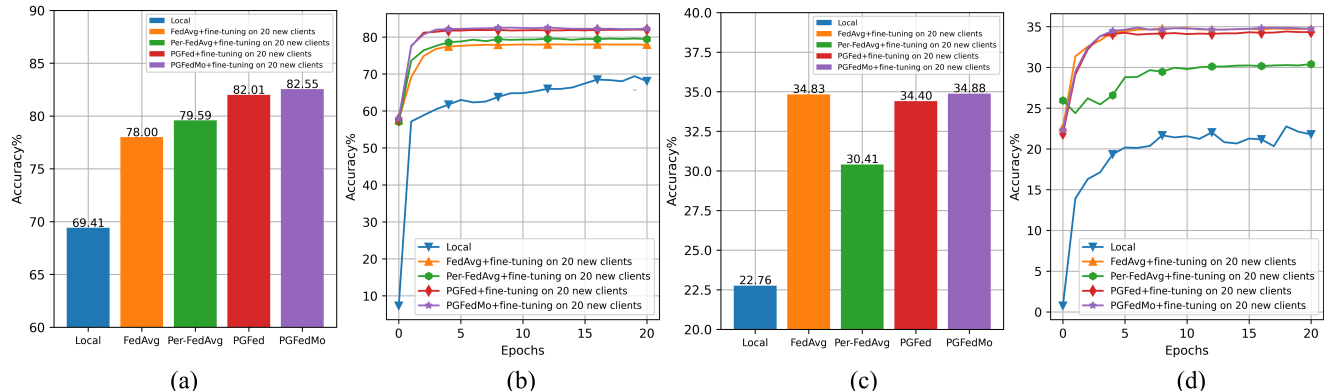 90
85
80
75
70
65
60
Accuracy%
69.41
78.00
79.59
82.01
82.55
Local
FedAvg+fine-tuning on 20 new clients
Per-FedAvg+fine-tuning on 20 new clients
PGFed+fine-tuning on 20 new clients
PGFedMo+fine-tuning on 20 new clients
Local
FedAvg
Per-FedAvg
PGFed
PGFedMo
(a)
80
70
60
50
40
30
20
10
Accuracy%
Local
FedAvg+fine-tuning on 20 new clients
Per-FedAvg+fine-tuning on 20 new clients
PGFed+fine-tuning on 20 new clients
PGFedMo+fine-tuning on 20 new clients
0
5
10
15
20
Epochs
(b)
40.0
37.5
35.0
32.5
30.0
27.5
25.0
22.5
20.0
Accuracy%
Local
FedAvg+fine-tuning on 20 new clients
Per-FedAvg+fine-tuning on 20 new clients
PGFed+fine-tuning on 20 new clients
PGFedMo+fine-tuning on 20 new clients
22.76
34.83
30.41
34.40
34.88
Local
FedAvg
Per-FedAvg
PGFed
PGFedMo
(c)
35
30
25
20
15
10
5
0
Accuracy%
Local
FedAvg+fine-tuning on 20 new clients
Per-FedAvg+fine-tuning on 20 new clients
PGFed+fine-tuning on 20 new clients
PGFedMo+fine-tuning on 20 new clients
0
5
10
15
20
Epochs
(d)